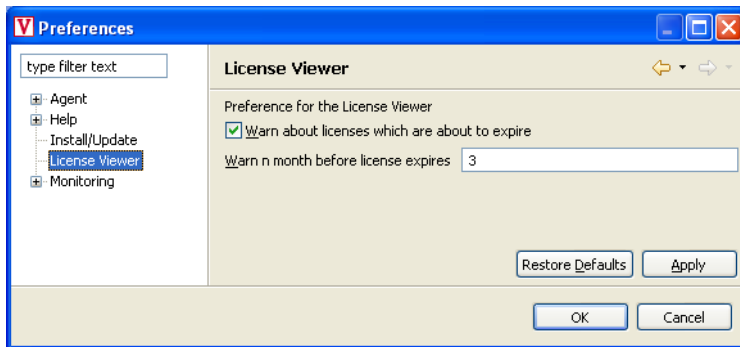 V Preferences
type filter text
Agent
Help
Install/Update
License Viewer
Monitoring
License Viewer
Preference for the License Viewer
Warn about licenses which are about to expire
Warn n month before license expires 3
Restore Defaults Apply
OK Cancel